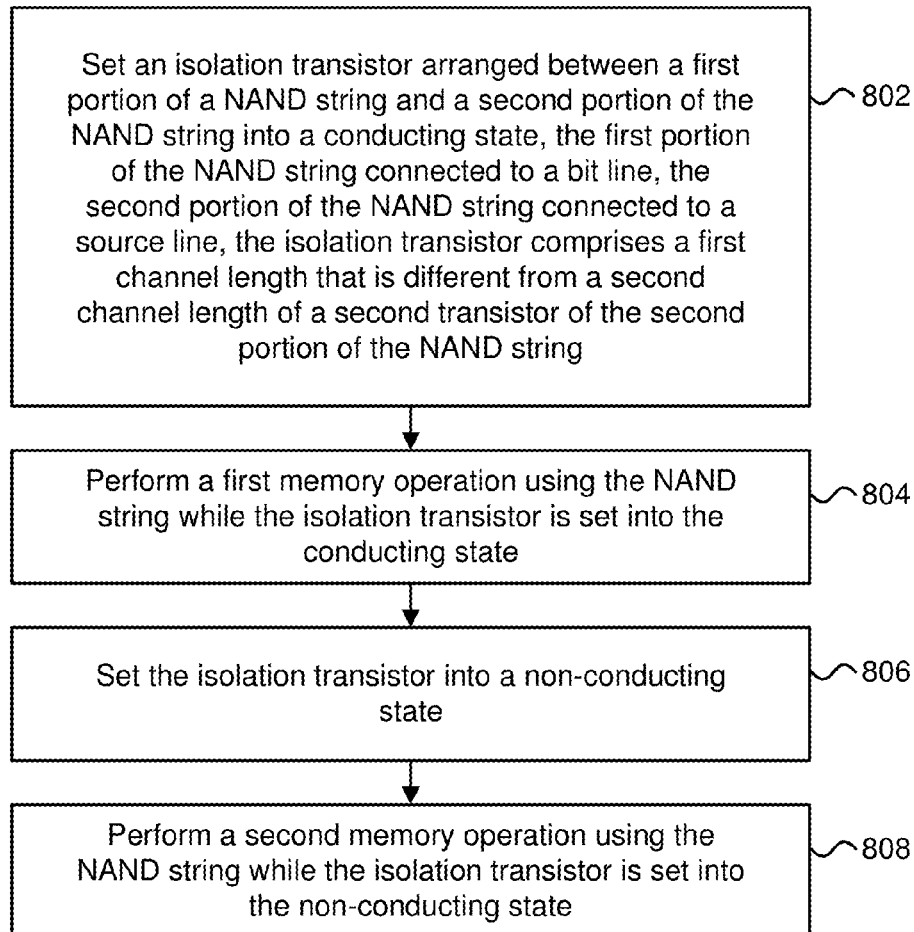 Set an isolation transistor arranged between a first
portion of a NAND string and a second portion of the
NAND string into a conducting state, the first portion
of the NAND string connected to a bit line, the
second portion of the NAND string connected to a
source line, the isolation transistor comprises a first
channel length that is different from a second
channel length of a second transistor of the second
portion of the NAND string
802
Perform a first memory operation using the NAND
string while the isolation transistor is set into the
conducting state
804
Set the isolation transistor into a non-conducting
state
806
Perform a second memory operation using the
NAND string while the isolation transistor is set into
the non-conducting state
808